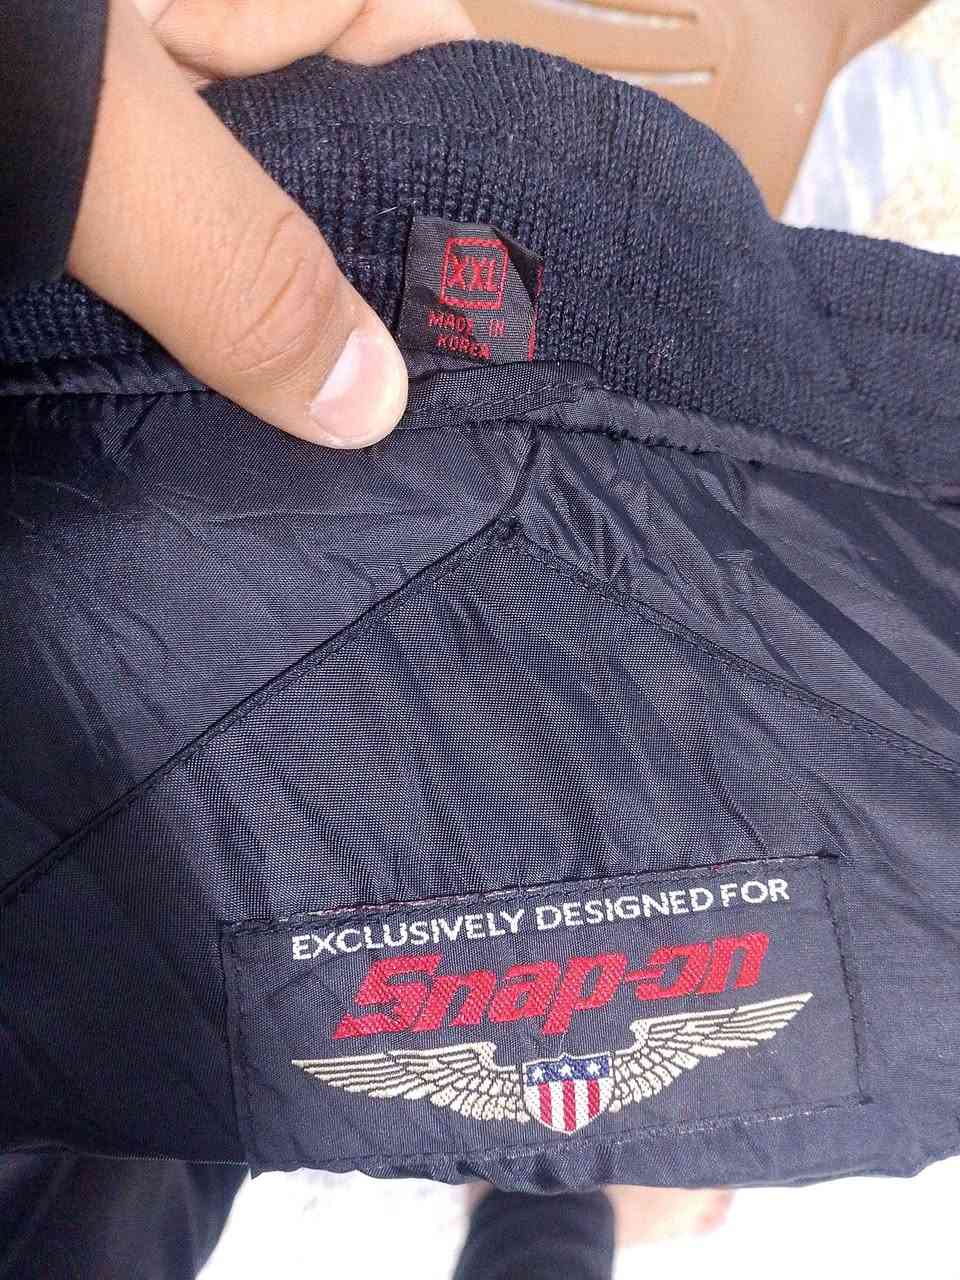 XXL
MADE IN
KOREA
EXCLUSIVELY DESIGNED FOR
Snap-on